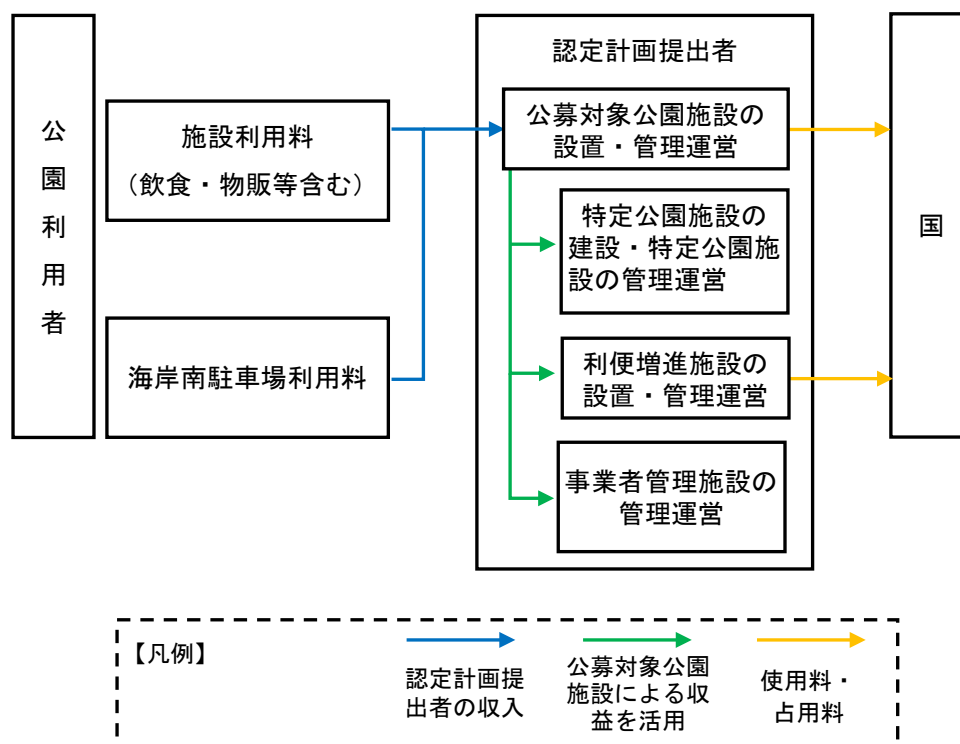 公園利用者
施設利用料
（飲食・物販等含む）
海岸南駐車場利用料
認定計画提出者
公募対象公園施設の
設置・管理運営
特定公園施設の
建設・特定公園施
設の管理運営
利便増進施設の
設置・管理運営
事業者管理施設の
管理運営
国
【凡例】
認定計画提
出者の収入
公募対象公園
施設による収
益を活用
使用料・
占用料